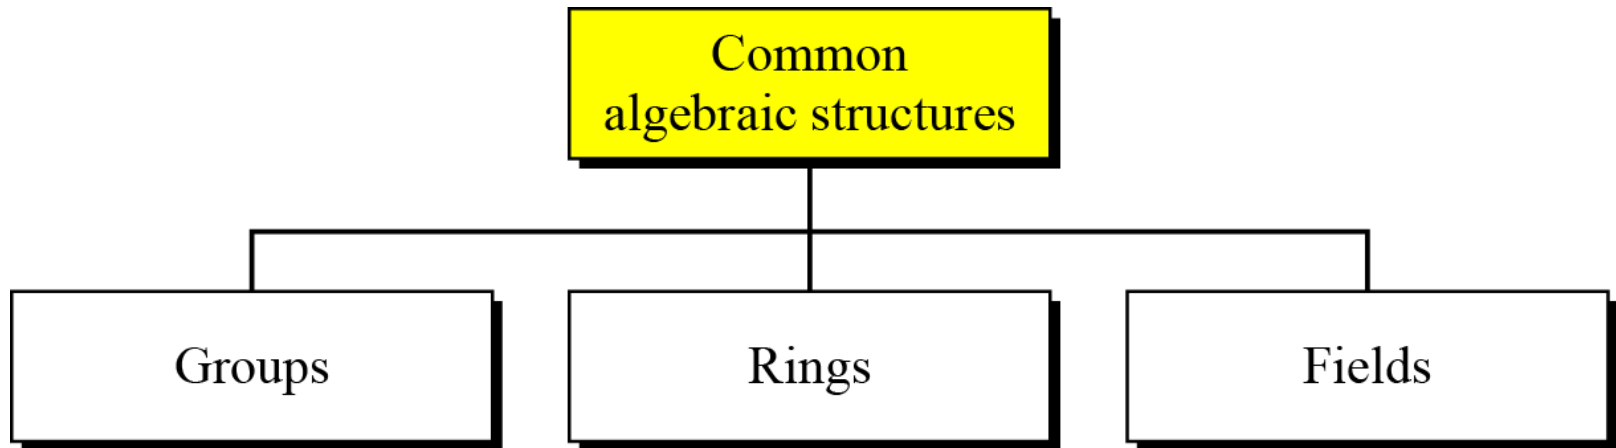 Common
algebraic structures
Groups
Rings
Fields